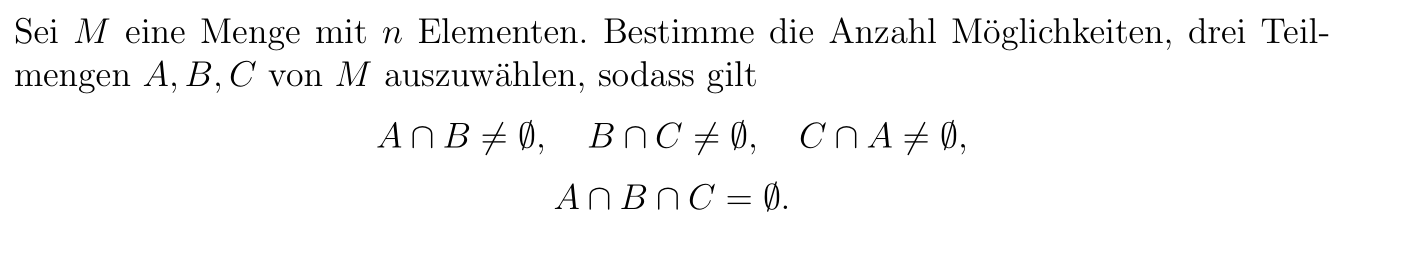 Sei M eine Menge mit n Elementen. Bestimme die Anzahl Möglichkeiten, drei Teil-
mengen A, B, C von M auszuwählen, sodass gilt
A ∩ B ≠ ∅, B ∩ C ≠ ∅, C ∩ A ≠ ∅,
A ∩ B ∩ C = ∅.